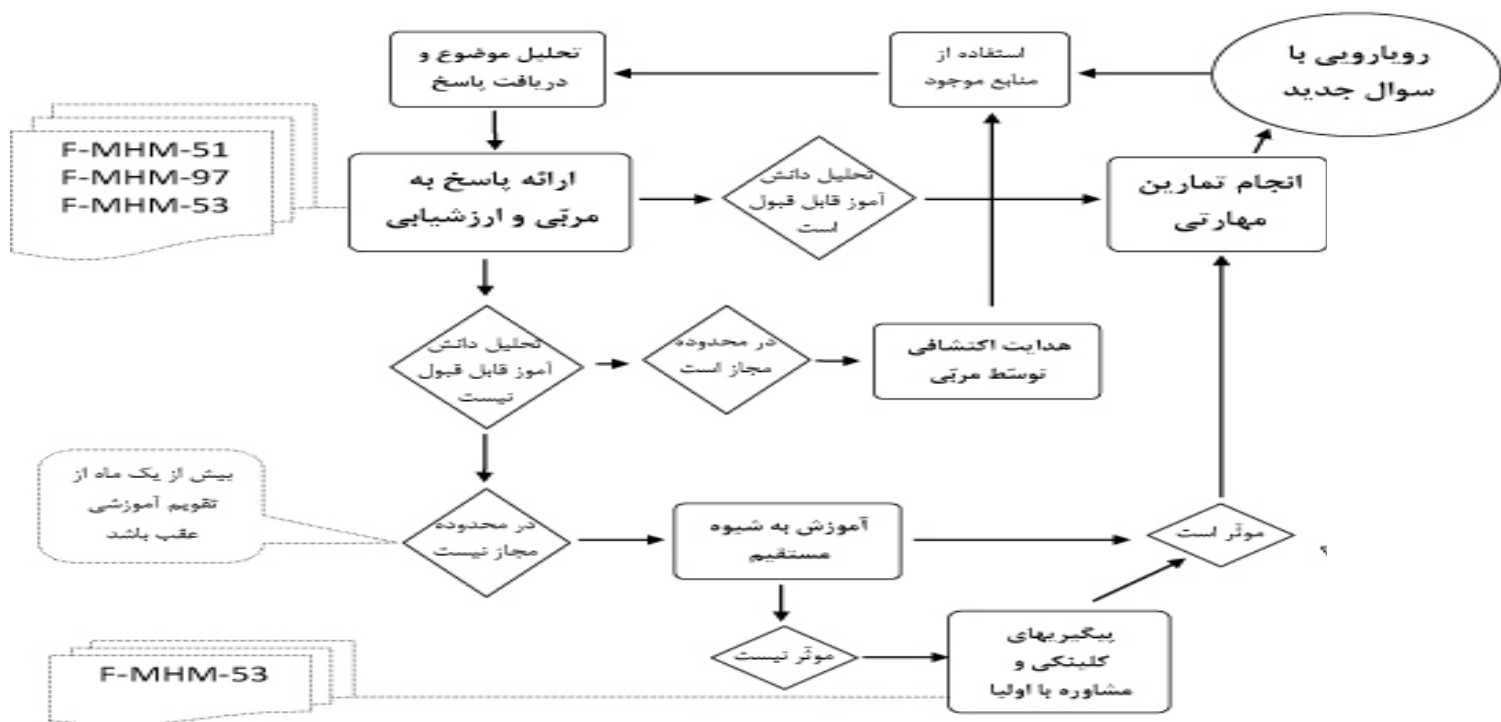 رویارویی با
سوال جدید
استفاده از
منابع موجود
تحلیل موضوع و
دریافت پاسخ
F-MHM-51
F-MHM-97
F-MHM-53
ارائه پاسخ به
مربّی و ارزشیابی
تحلیل دانش
آموز قابل قبول
است
انجام تمارین
مهارتی
تحلیل دانش
آموز قابل قبول
نیست
در محدوده
مجاز است
هدایت اکتشافی
توسّط مربّی
بیش از یک ماه از
تقویم آموزشی
عقب باشد
در محدوده
مجاز نیست
آموزش به شیوه
مستقیم
موثّر است
؟
F-MHM-53
موثّر نیست
پیگیریهای
کلینیکی و
مشاوره با اولیا